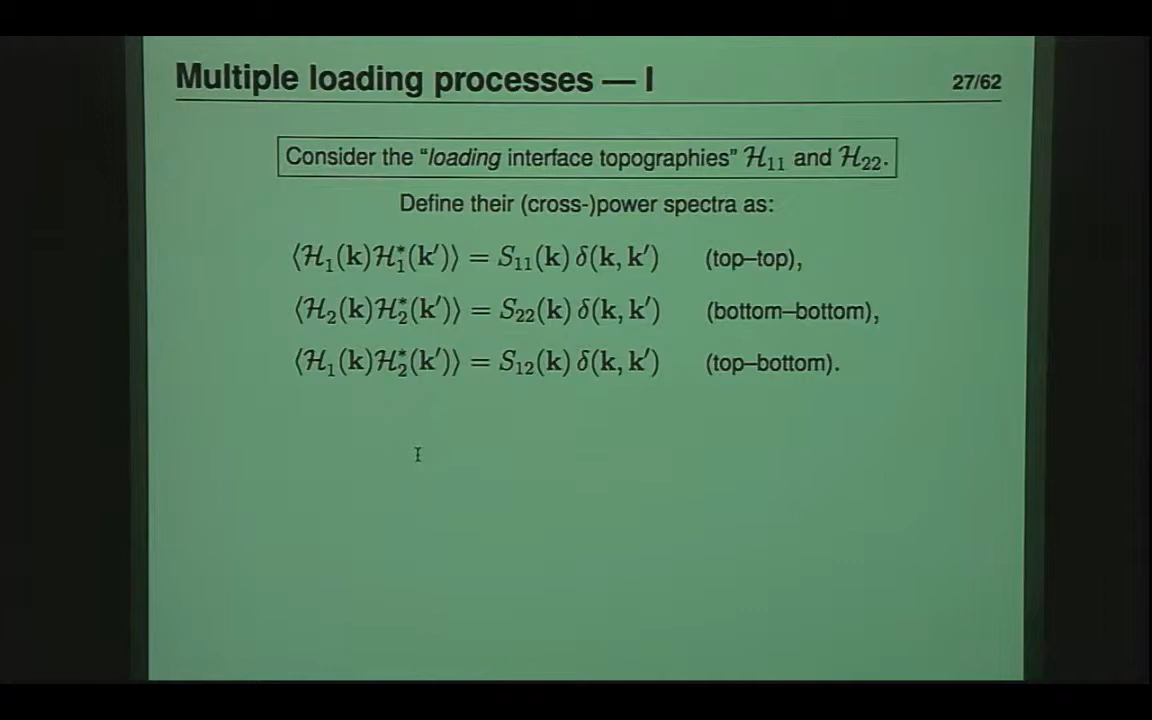 Multiple loading processes — I
27/62
Consider the “loading interface topographies” ℋ₁₁ and ℋ₂₂.
Define their (cross-)power spectra as:
⟨ℋ₁(k)ℋ₁*(k′)⟩ = S₁₁(k) δ(k, k′) (top–top),
⟨ℋ₂(k)ℋ₂*(k′)⟩ = S₂₂(k) δ(k, k′) (bottom–bottom),
⟨ℋ₁(k)ℋ₂*(k′)⟩ = S₁₂(k) δ(k, k′) (top–bottom).